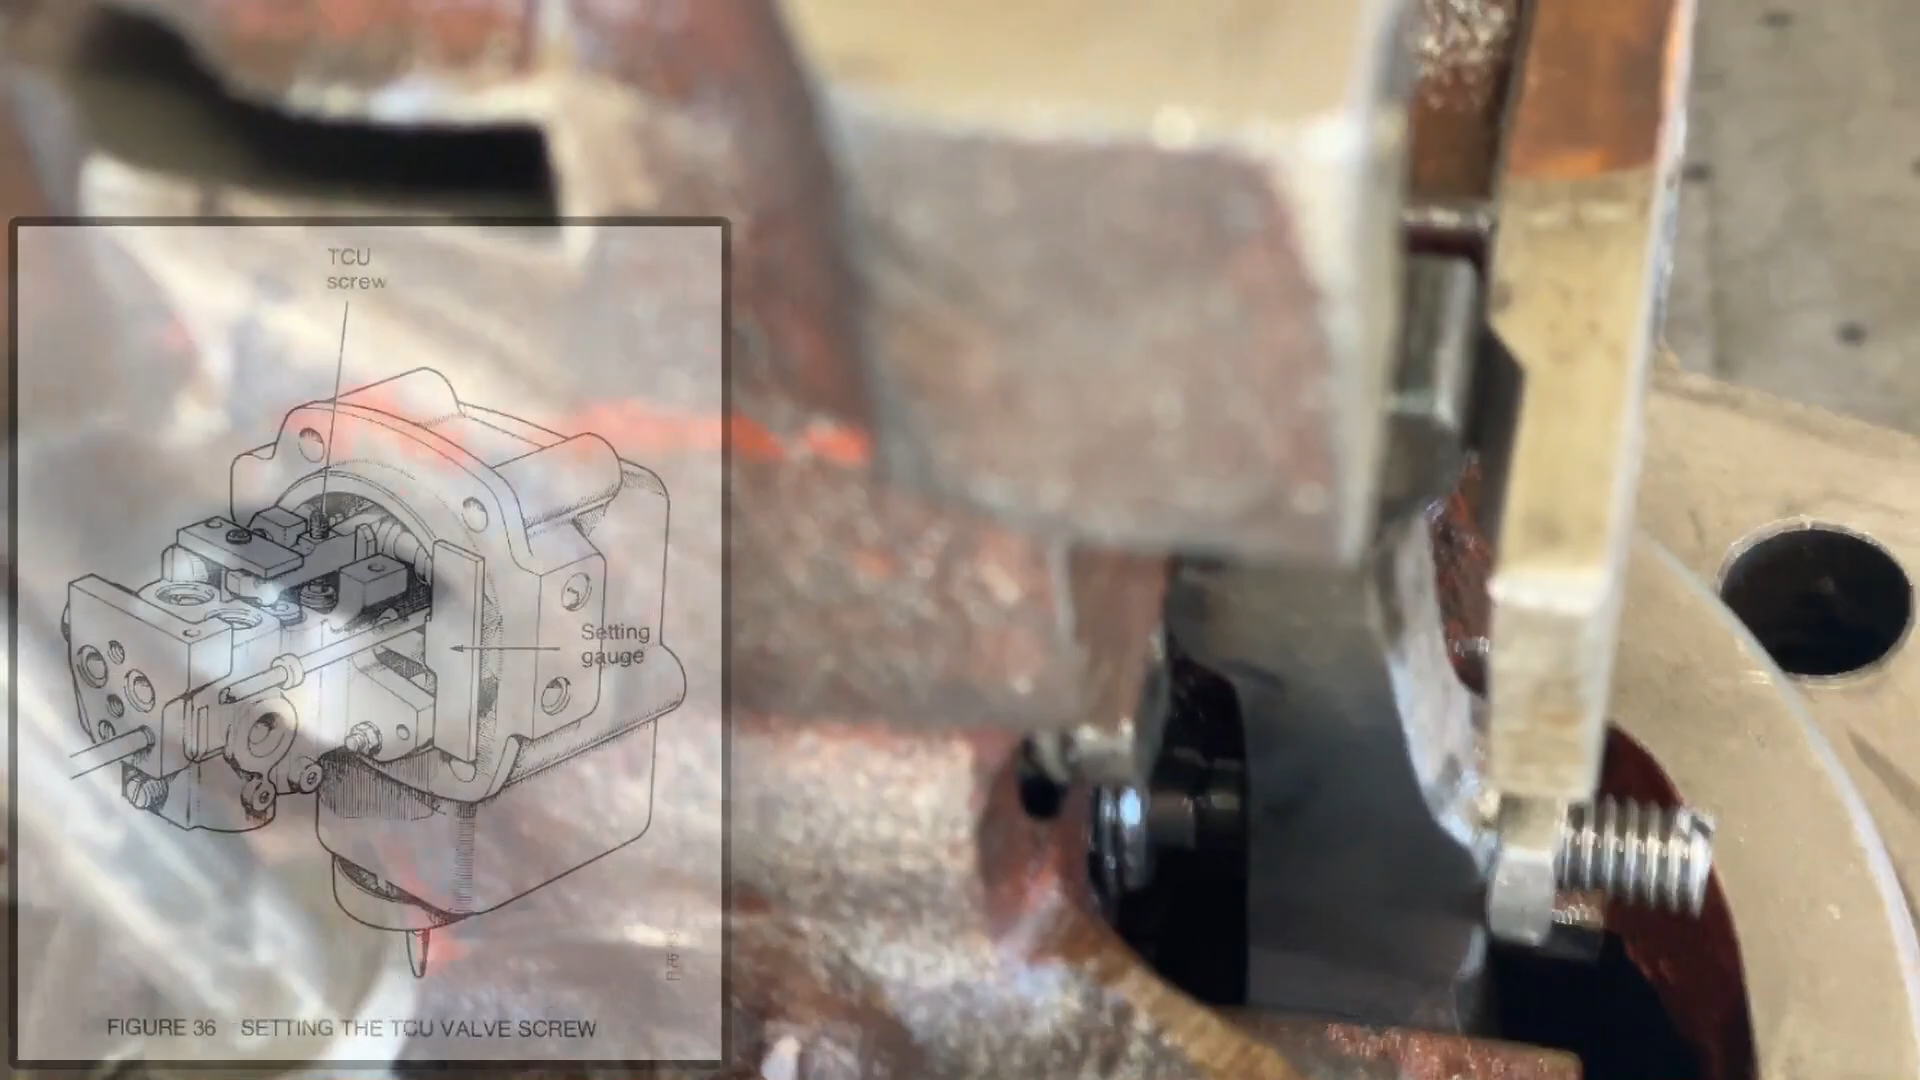 TCU
screw
Setting
gauge
FIGURE 36 SETTING THE TCU VALVE SCREW